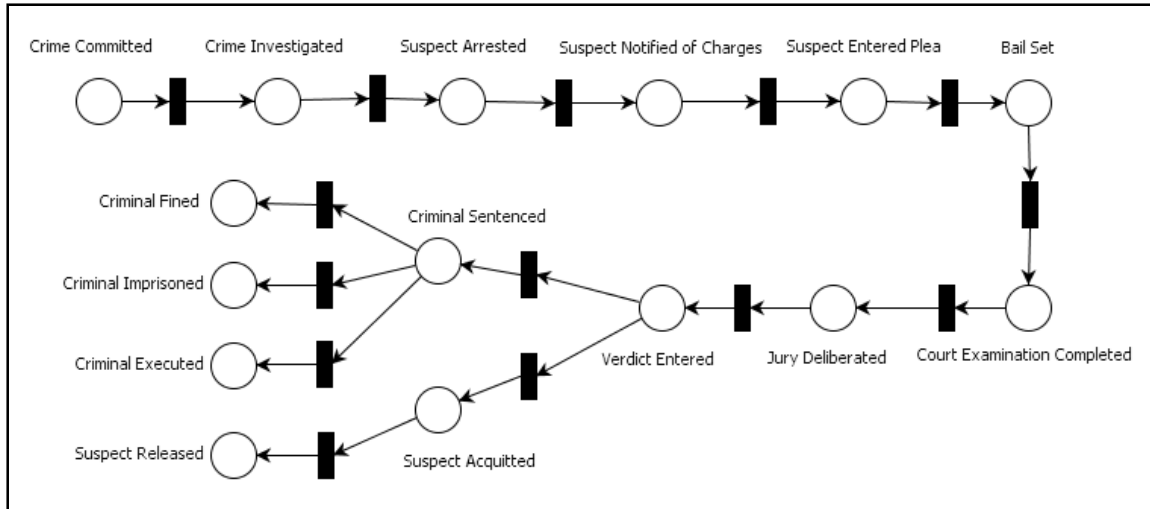 Crime Committed
Crime Investigated
Suspect Arrested
Suspect Notified of Charges
Suspect Entered Plea
Bail Set
Criminal Fined
Criminal Sentenced
Criminal Imprisoned
Criminal Executed
Verdict Entered
Jury Deliberated
Court Examination Completed
Suspect Released
Suspect Acquitted